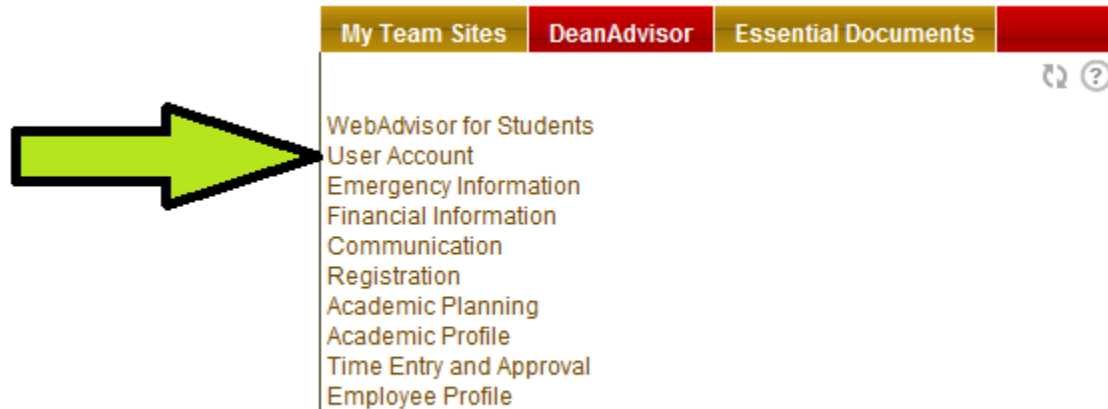 My Team Sites DeanAdvisor Essential Documents
?
WebAdvisor for Students
User Account
Emergency Information
Financial Information
Communication
Registration
Academic Planning
Academic Profile
Time Entry and Approval
Employee Profile